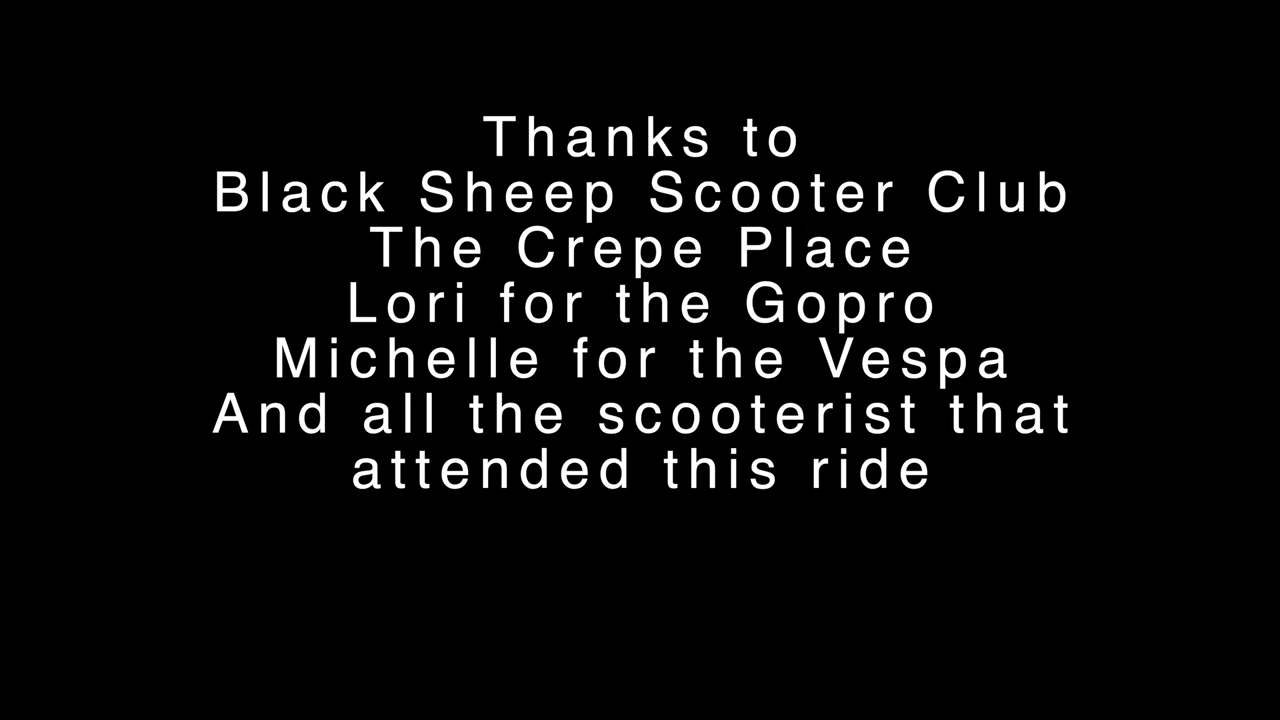 Thanks to
Black Sheep Scooter Club
The Crepe Place
Lori for the Gopro
Michelle for the Vespa
And all the scooterist that
attended this ride